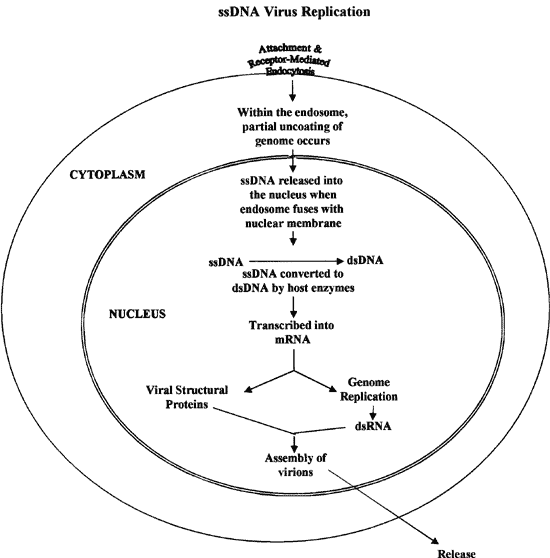 ssDNA Virus Replication
Attachment &
Receptor-Mediated
Endocytosis
Within the endosome,
partial uncoating of
genome occurs
CYTOPLASM
ssDNA released into
the nucleus when
endosome fuses with
nuclear membrane
ssDNA dsDNA
ssDNA converted to
dsDNA by host enzymes
NUCLEUS
Transcribed into
mRNA
Viral Structural
Proteins
Genome
Replication
dsRNA
Assembly of
virions
Release